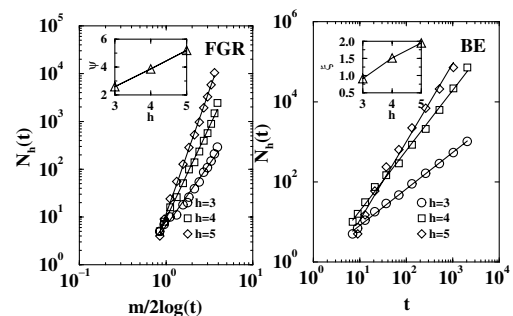 FGR
N_h(t)
10^5
10^4
10^3
10^2
10^1
10^0
10^−1
10^0
10^1
m/2log(t)
ψ
6
4
2
3
4
5
h
h=3
h=4
h=5
BE
N_h(t)
10^6
10^4
10^2
10^0
10^0
10^1
10^2
10^3
10^4
t
ξ
2.0
1.5
1.0
0.5
3
4
5
h
h=3
h=4
h=5